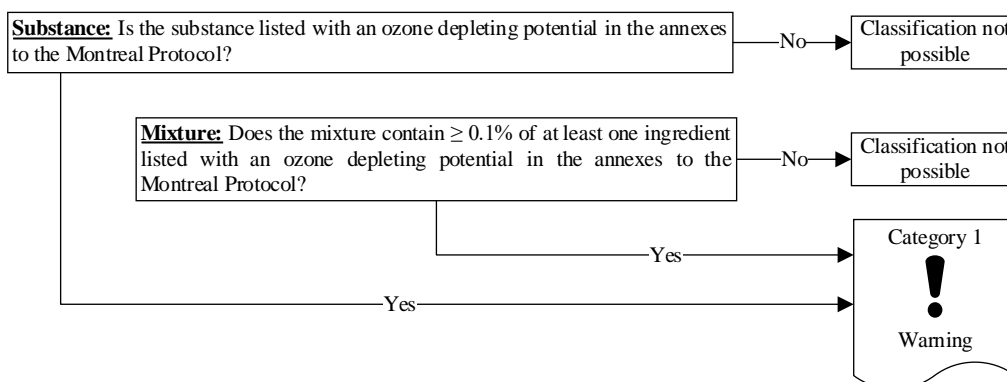 Substance: Is the substance listed with an ozone depleting potential in the annexes
to the Montreal Protocol?
No
Classification not
possible
Mixture: Does the mixture contain ≥ 0.1% of at least one ingredient
listed with an ozone depleting potential in the annexes to the
Montreal Protocol?
No
Classification not
possible
Yes
Yes
Category 1
!
Warning